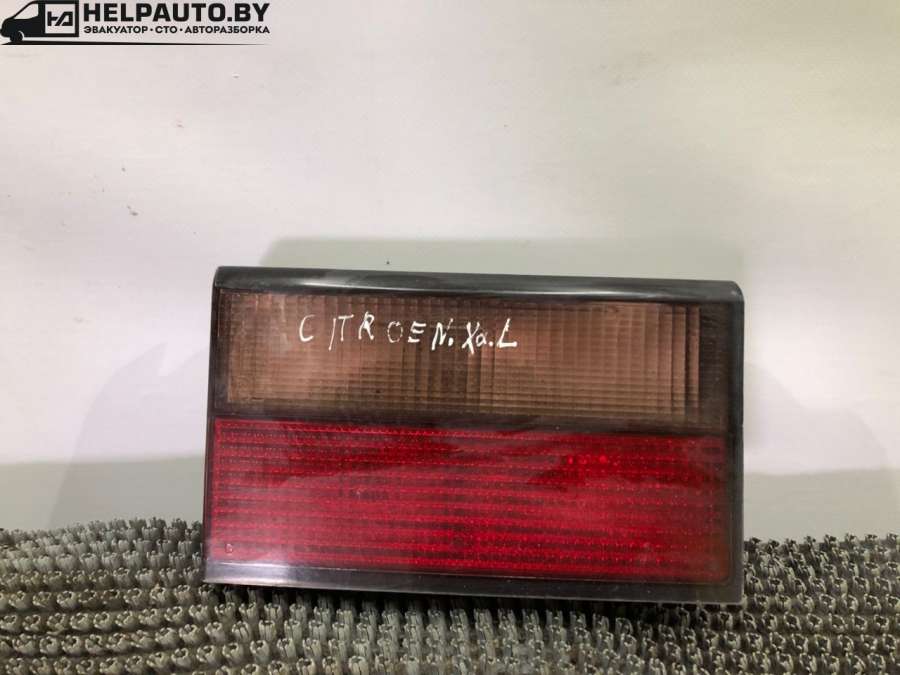 HELPAUTO.BY
ЭВАКУАТОР • СТО • АВТОРАЗБОРКА
CITROEN.Xa.L